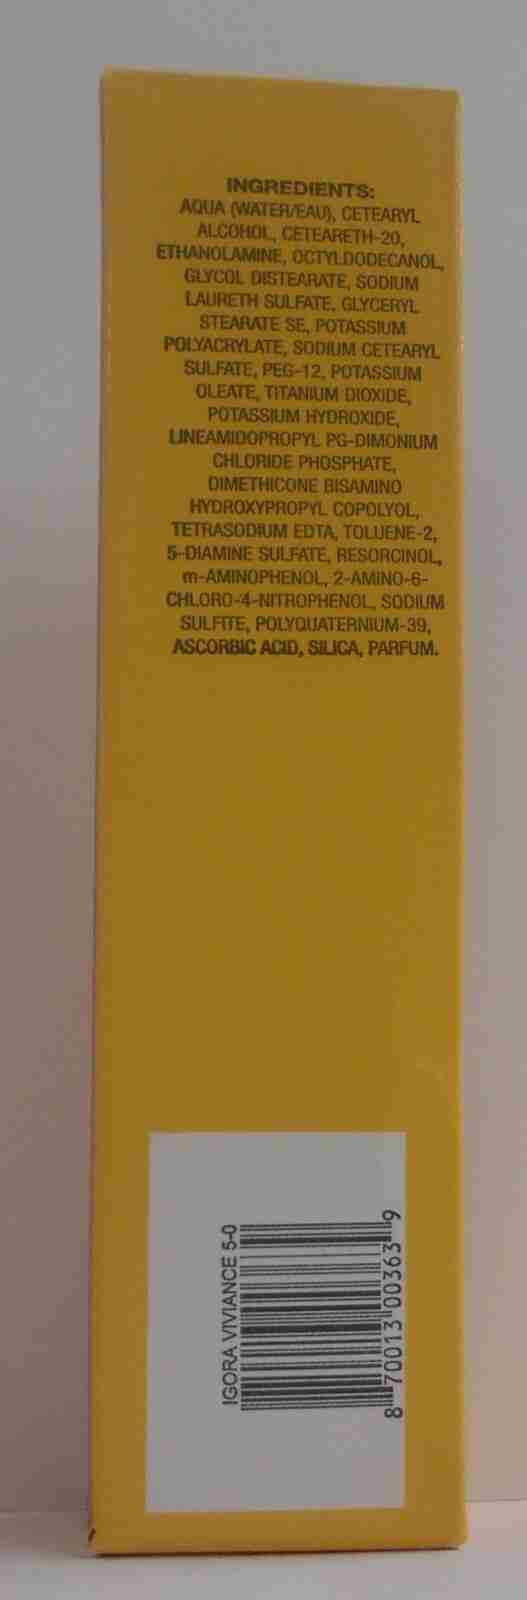 INGREDIENTS:
AQUA (WATER/EAU), CETEARYL
ALCOHOL, CETEARETH-20,
ETHANOLAMINE, OCTYLDODECANOL,
GLYCOL DISTEARATE, SODIUM
LAURETH SULFATE, GLYCERYL
STEARATE SE, POTASSIUM
POLYACRYLATE, SODIUM CETEARYL
SULFATE, PEG-12, POTASSIUM
OLEATE, TITANIUM DIOXIDE,
POTASSIUM HYDROXIDE,
LINEAMIDOPROPYL PG-DIMONIUM
CHLORIDE PHOSPHATE,
DIMETHICONE BISAMINO
HYDROXYPROPYL COPOLYOL,
TETRASODIUM EDTA, TOLUENE-2,
5-DIAMINE SULFATE, RESORCINOL,
m-AMINOPHENOL, 2-AMINO-6-
CHLORO-4-NITROPHENOL, SODIUM
SULFITE, POLYQUATERNIUM-39,
ASCORBIC ACID, SILICA, PARFUM.
IGORA VIVIANCE 5-0
8 70013 00363 9